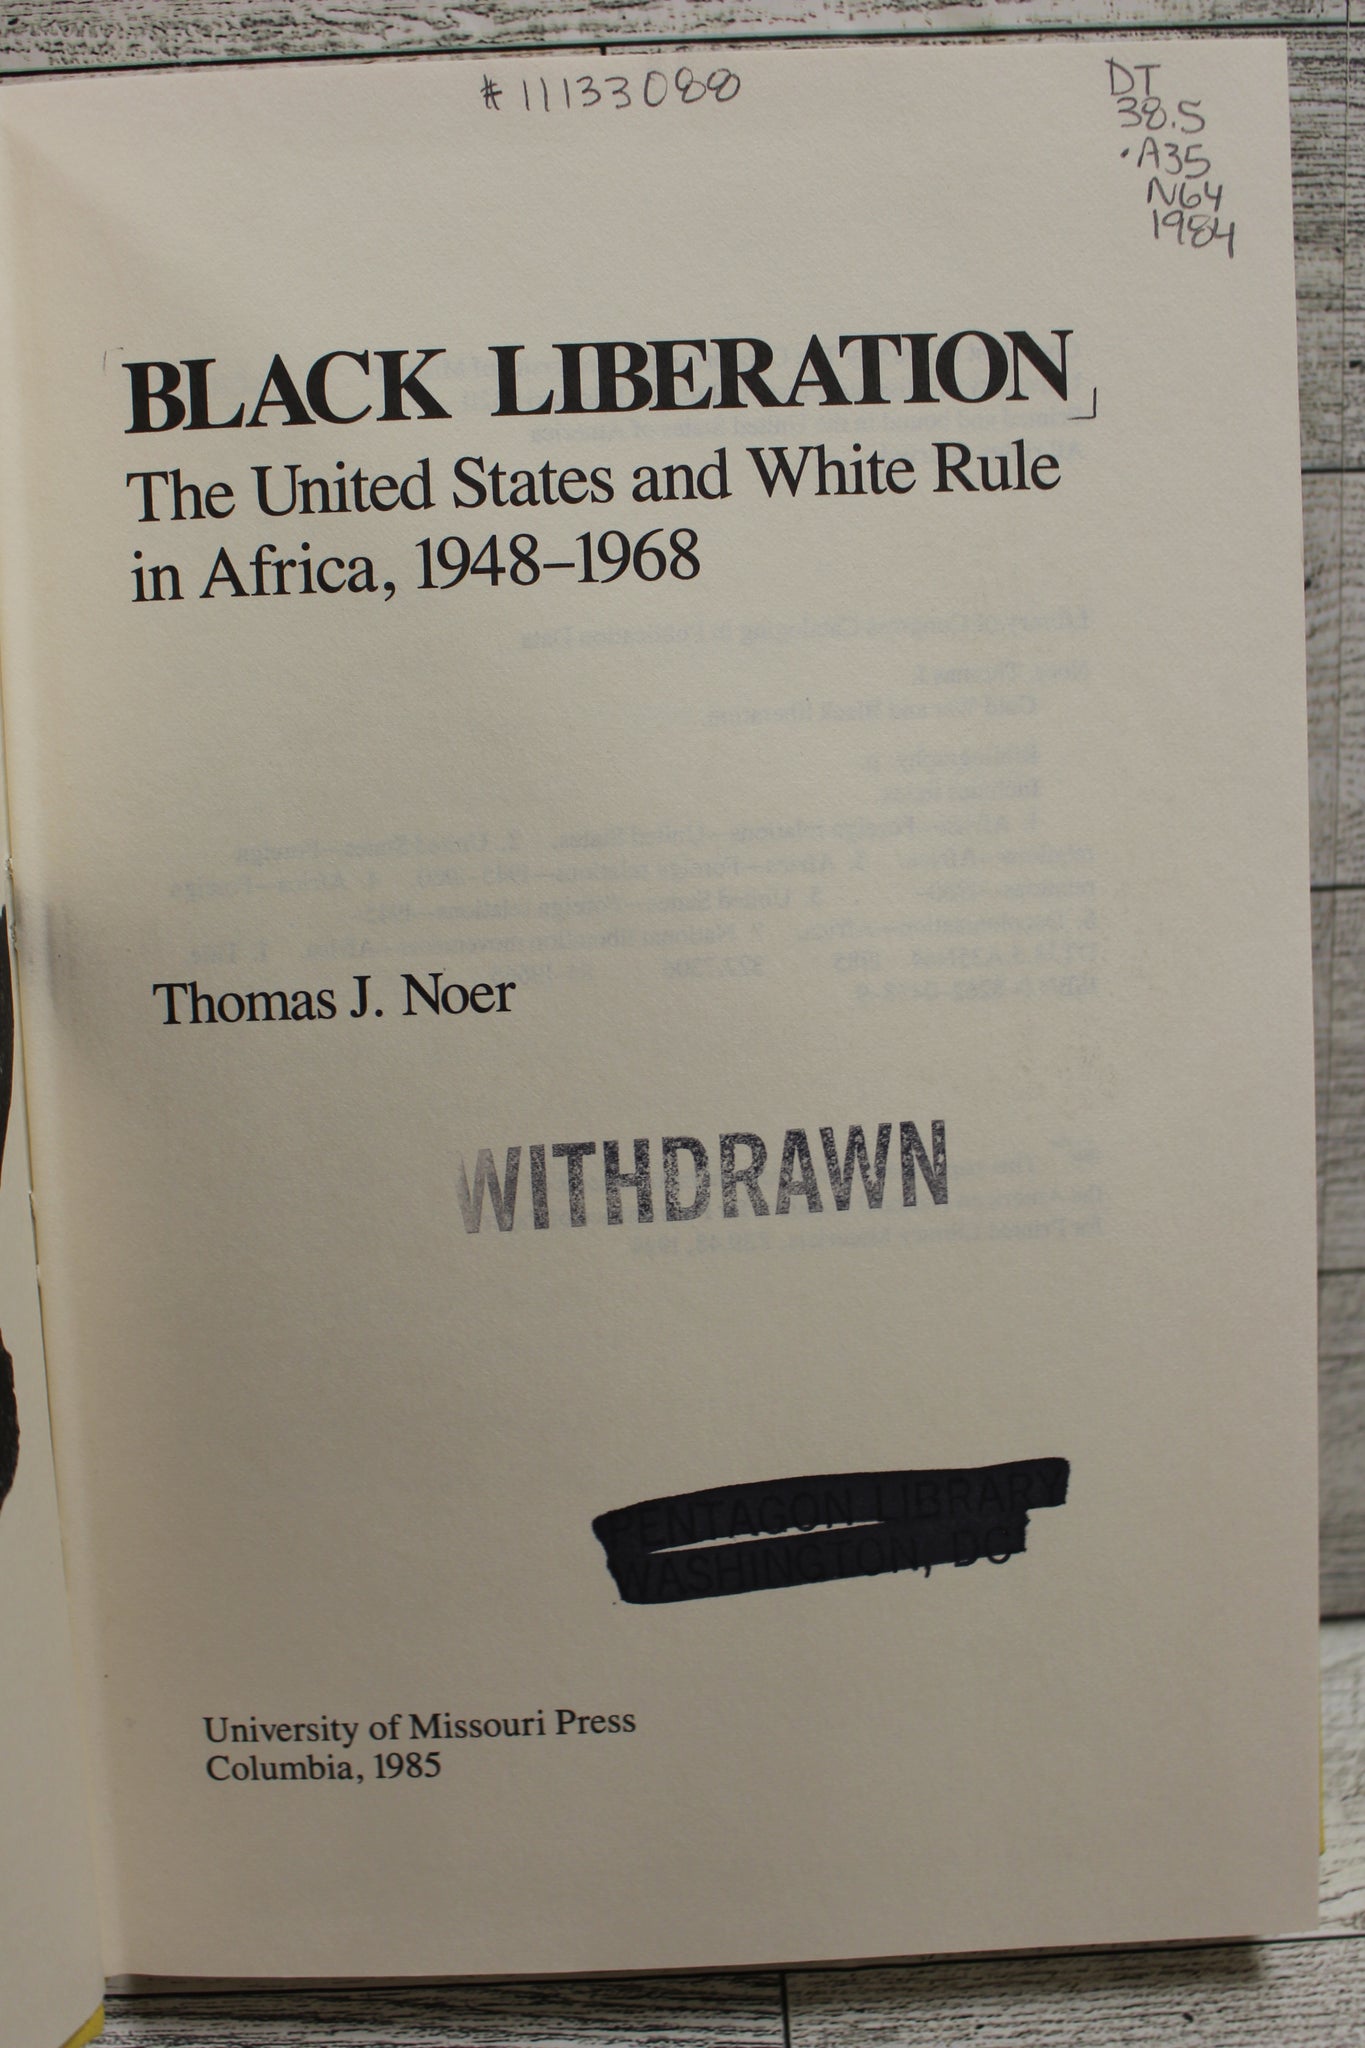 #11133088
DT
38.5
.A35
N64
1984
BLACK LIBERATION
The United States and White Rule
in Africa, 1948–1968
Thomas J. Noer
WITHDRAWN
PENTAGON LIBRARY
WASHINGTON, DC
University of Missouri Press
Columbia, 1985